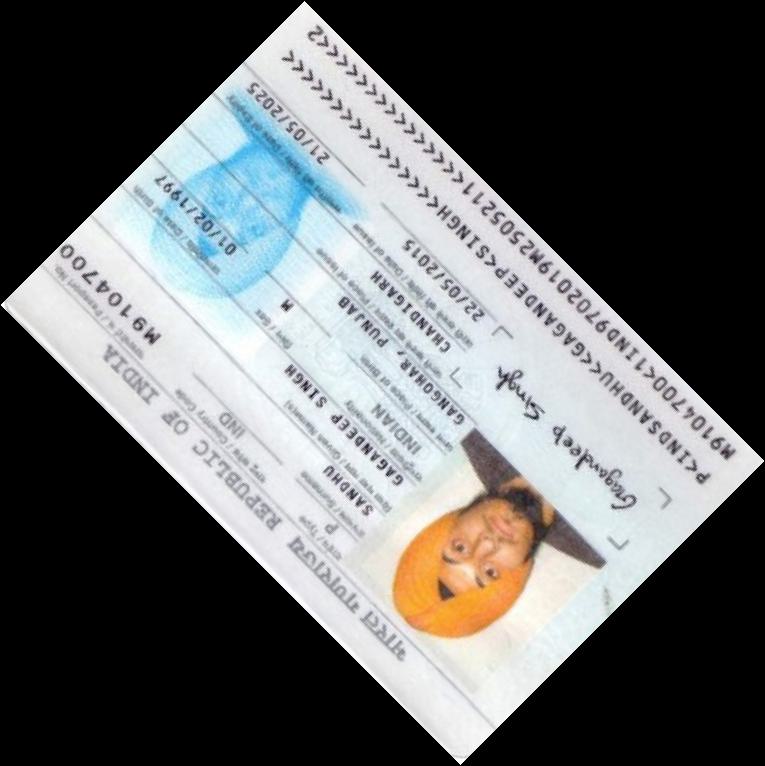 भारत गणराज्य REPUBLIC OF INDIA
टाइप / Type
P
राष्ट्र कोड / Country Code
IND
पासपोर्ट नं. / Passport No.
M9104700
उपनाम / Surname
SANDHU
दिया गया नाम / Given Name(s)
GAGANDEEP SINGH
राष्ट्रीयता / Nationality
INDIAN
लिंग / Sex
M
जन्मतिथि / Date of Birth
01/02/1997
जन्म स्थान / Place of Birth
GANGOHAR, PUNJAB
जारी करने का स्थान / Place of Issue
CHANDIGARH
जारी करने की तिथि / Date of Issue
22/05/2015
समाप्ति की तिथि / Date of Expiry
21/05/2025
Gagandeep Singh
P<INDSANDHU<<GAGANDEEP<SINGH<<<<<<<<<<<<<<<<
M9104700<1IND9702019M2505211<<<<<<<<<<<<<<<2